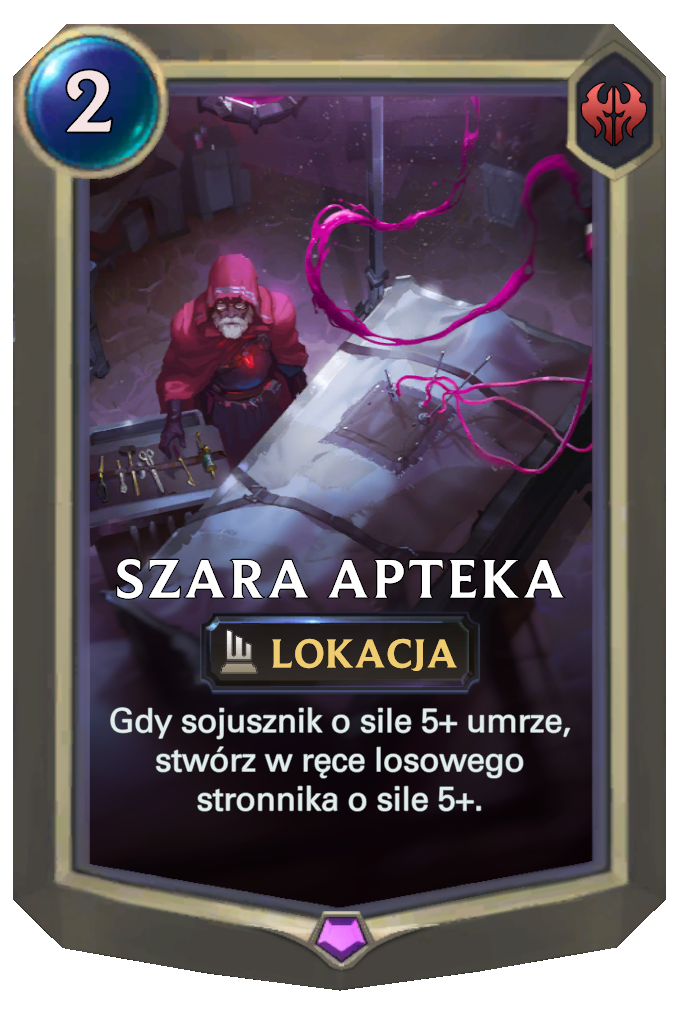 2
SZARA APTEKA
LOKACJA
Gdy sojusznik o sile 5+ umrze,
stwórz w ręce losowego
stronnika o sile 5+.